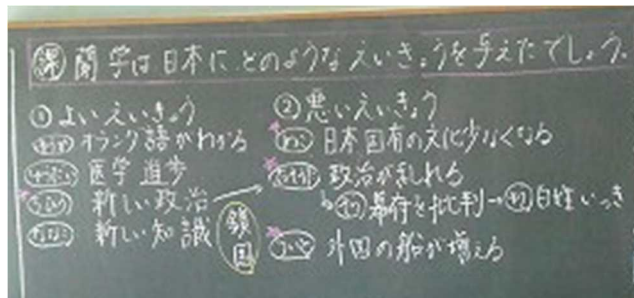 課 蘭学は日本にどのようなえいきょうを与えたでしょう。
① よいえいきょう
オランダ語がわかる
医学進歩
新しい政治
新しい知識
鎖国
② 悪いえいきょう
日本固有の文化少なくなる
政治が乱れる
↳ 幕府を批判→ 百姓いっき
外国の船が増える